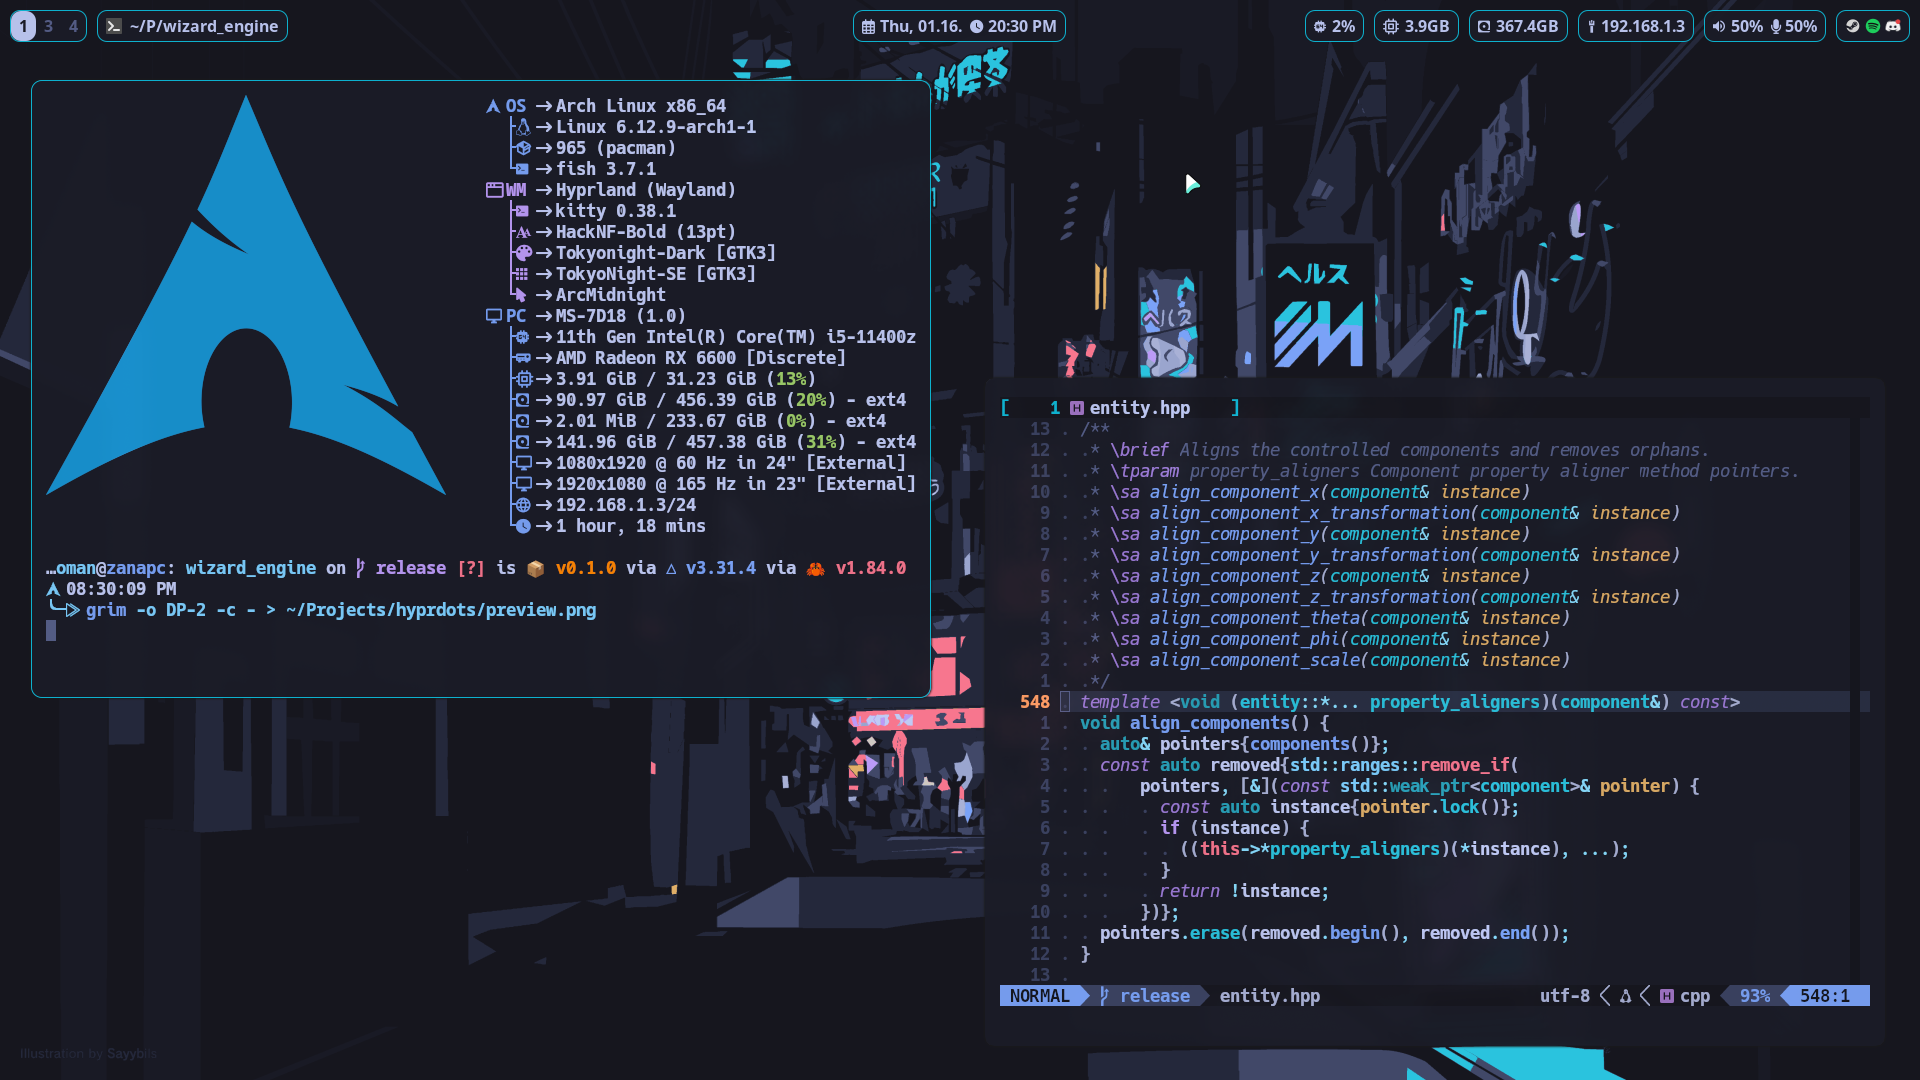 1 3 4 ~/P/wizard_engine Thu, 01.16. 20:30 PM 2% 3.9GB 367.4GB 192.168.1.3 50% 50%
OS Arch Linux x86_64
Linux 6.12.9-arch1-1
965 (pacman)
fish 3.7.1
WM Hyprland (Wayland)
kitty 0.38.1
HackNF-Bold (13pt)
Tokyonight-Dark [GTK3]
TokyoNight-SE [GTK3]
ArcMidnight
PC MS-7D18 (1.0)
11th Gen Intel(R) Core(TM) i5-11400z
AMD Radeon RX 6600 [Discrete]
3.91 GiB / 31.23 GiB (13%)
90.97 GiB / 456.39 GiB (20%) - ext4
2.01 MiB / 233.67 GiB (0%) - ext4
141.96 GiB / 457.38 GiB (31%) - ext4
1080x1920 @ 60 Hz in 24" [External]
1920x1080 @ 165 Hz in 23" [External]
192.168.1.3/24
1 hour, 18 mins
…oman@zanapc: wizard_engine on release [?] is 📦 v0.1.0 via △ v3.31.4 via 🦀 v1.84.0
08:30:09 PM
grim -o DP-2 -c - > ~/Projects/hyprdots/preview.png
ヘルス
[ 1 entity.hpp ]
13 /**
12 * \brief Aligns the controlled components and removes orphans.
11 * \tparam property_aligners Component property aligner method pointers.
10 * \sa align_component_x(component& instance)
9 * \sa align_component_x_transformation(component& instance)
8 * \sa align_component_y(component& instance)
7 * \sa align_component_y_transformation(component& instance)
6 * \sa align_component_z(component& instance)
5 * \sa align_component_z_transformation(component& instance)
4 * \sa align_component_theta(component& instance)
3 * \sa align_component_phi(component& instance)
2 * \sa align_component_scale(component& instance)
1 */
548 template <void (entity::*... property_aligners)(component&) const>
1 void align_components() {
2 auto& pointers{components()};
3 const auto removed{std::ranges::remove_if(
4 pointers, [&](const std::weak_ptr<component>& pointer) {
5 const auto instance{pointer.lock()};
6 if (instance) {
7 ((this->*property_aligners)(*instance), ...);
8 }
9 return !instance;
10 })};
11 pointers.erase(removed.begin(), removed.end());
12 }
13
NORMAL release entity.hpp utf-8 cpp 93% 548:1
Illustration by Sayybils